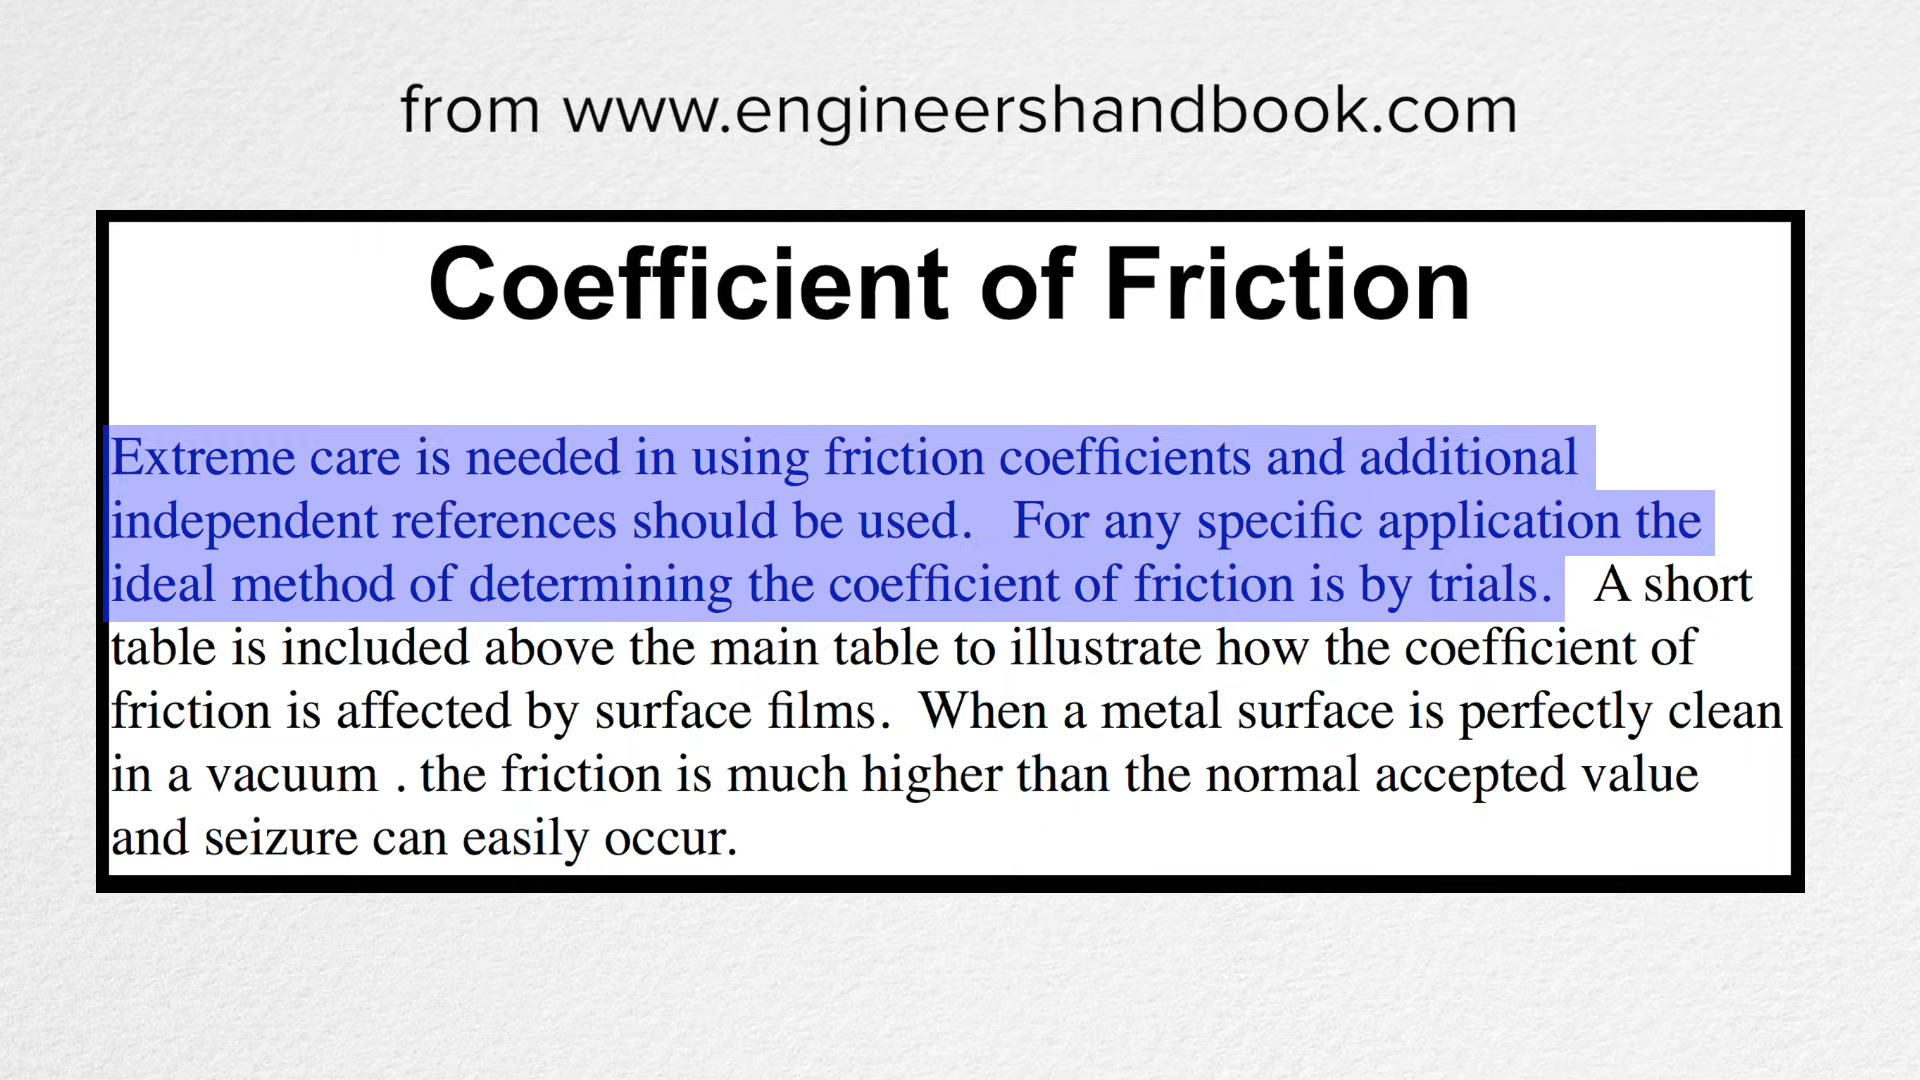 from www.engineershandbook.com
Coefficient of Friction
Extreme care is needed in using friction coefficients and additional
independent references should be used.   For any specific application the
ideal method of determining the coefficient of friction is by trials.   A short
table is included above the main table to illustrate how the coefficient of
friction is affected by surface films.  When a metal surface is perfectly clean
in a vacuum . the friction is much higher than the normal accepted value
and seizure can easily occur.